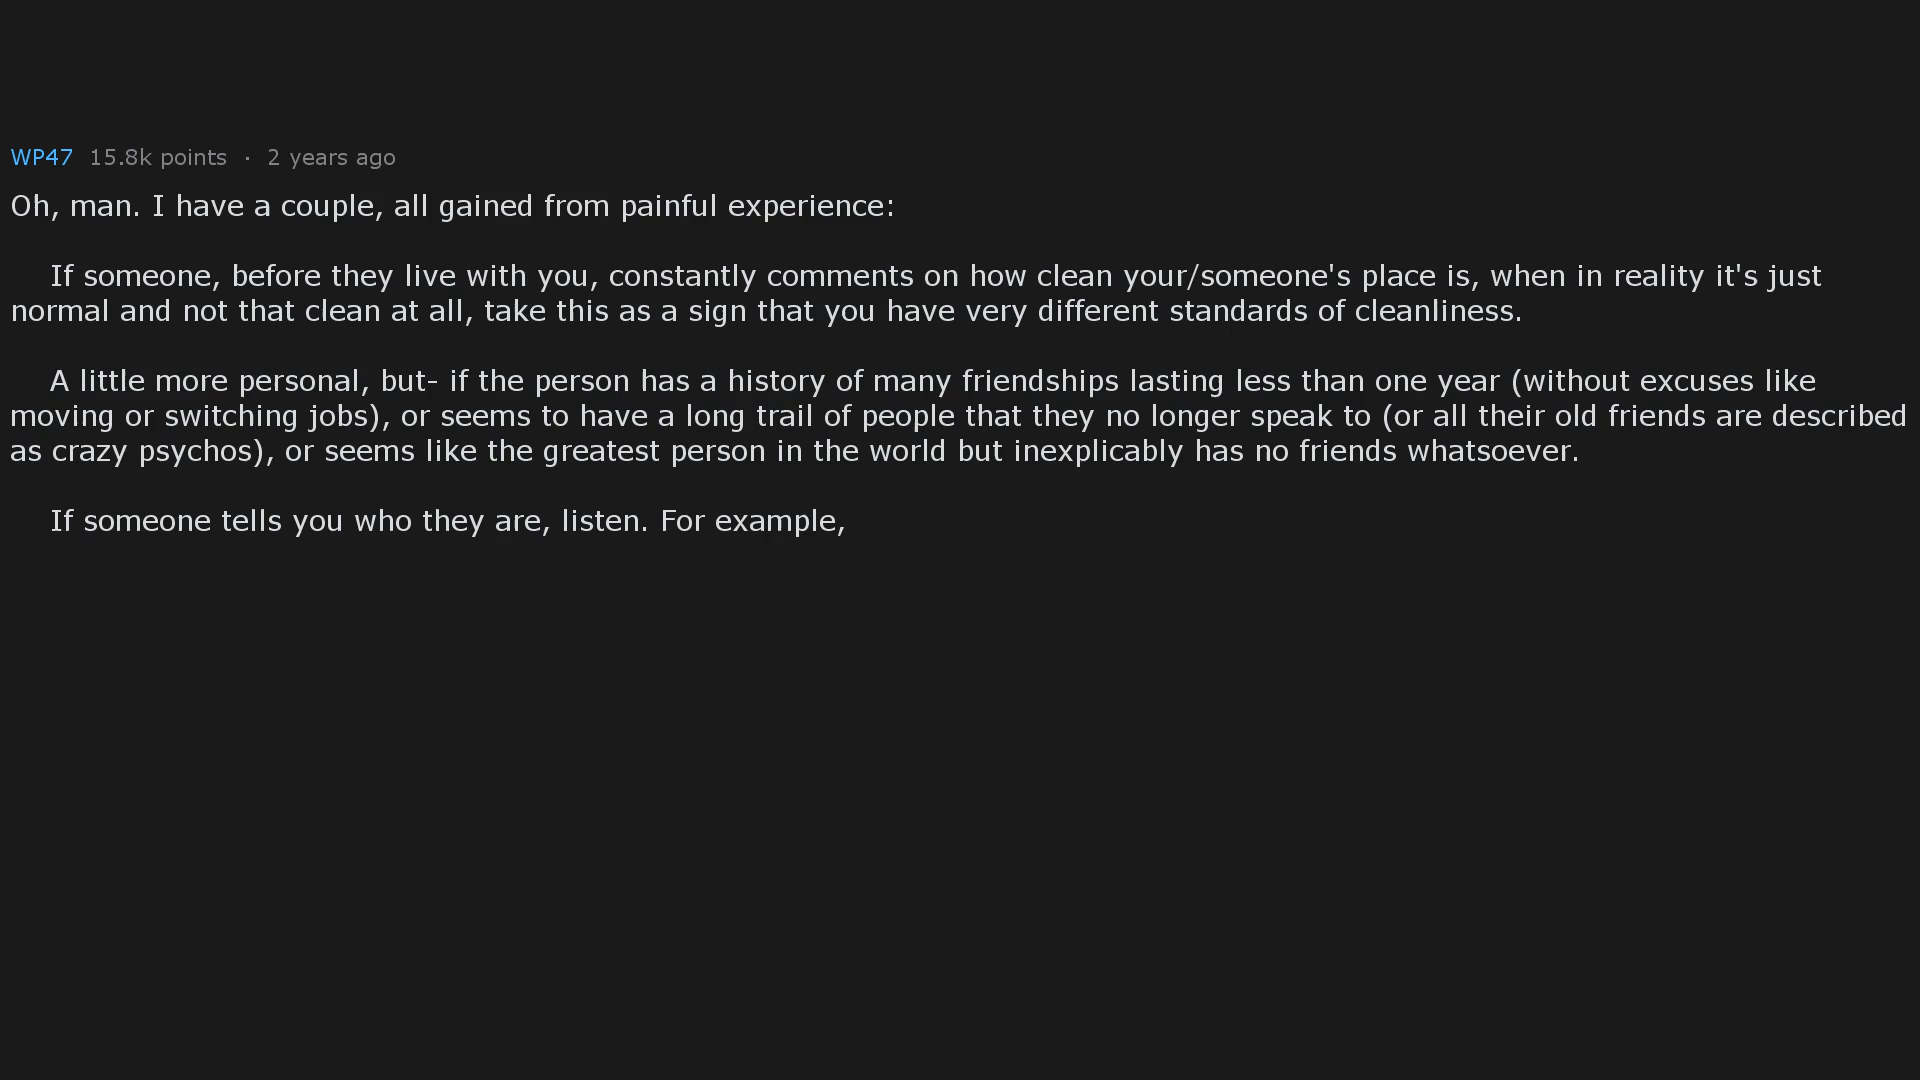 WP47 15.8k points · 2 years ago
Oh, man. I have a couple, all gained from painful experience:
If someone, before they live with you, constantly comments on how clean your/someone's place is, when in reality it's just
normal and not that clean at all, take this as a sign that you have very different standards of cleanliness.
A little more personal, but- if the person has a history of many friendships lasting less than one year (without excuses like
moving or switching jobs), or seems to have a long trail of people that they no longer speak to (or all their old friends are described
as crazy psychos), or seems like the greatest person in the world but inexplicably has no friends whatsoever.
If someone tells you who they are, listen. For example,